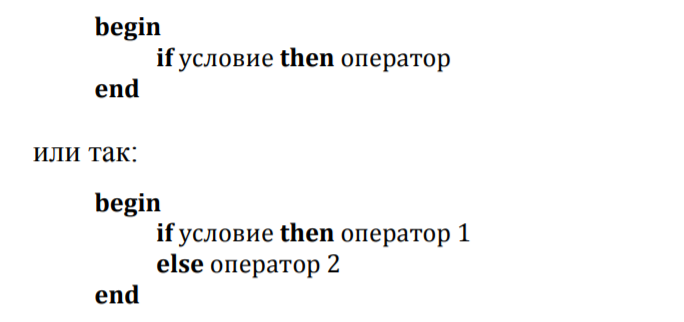 begin
if условие then оператор
end
или так:
begin
if условие then оператор 1
else оператор 2
end